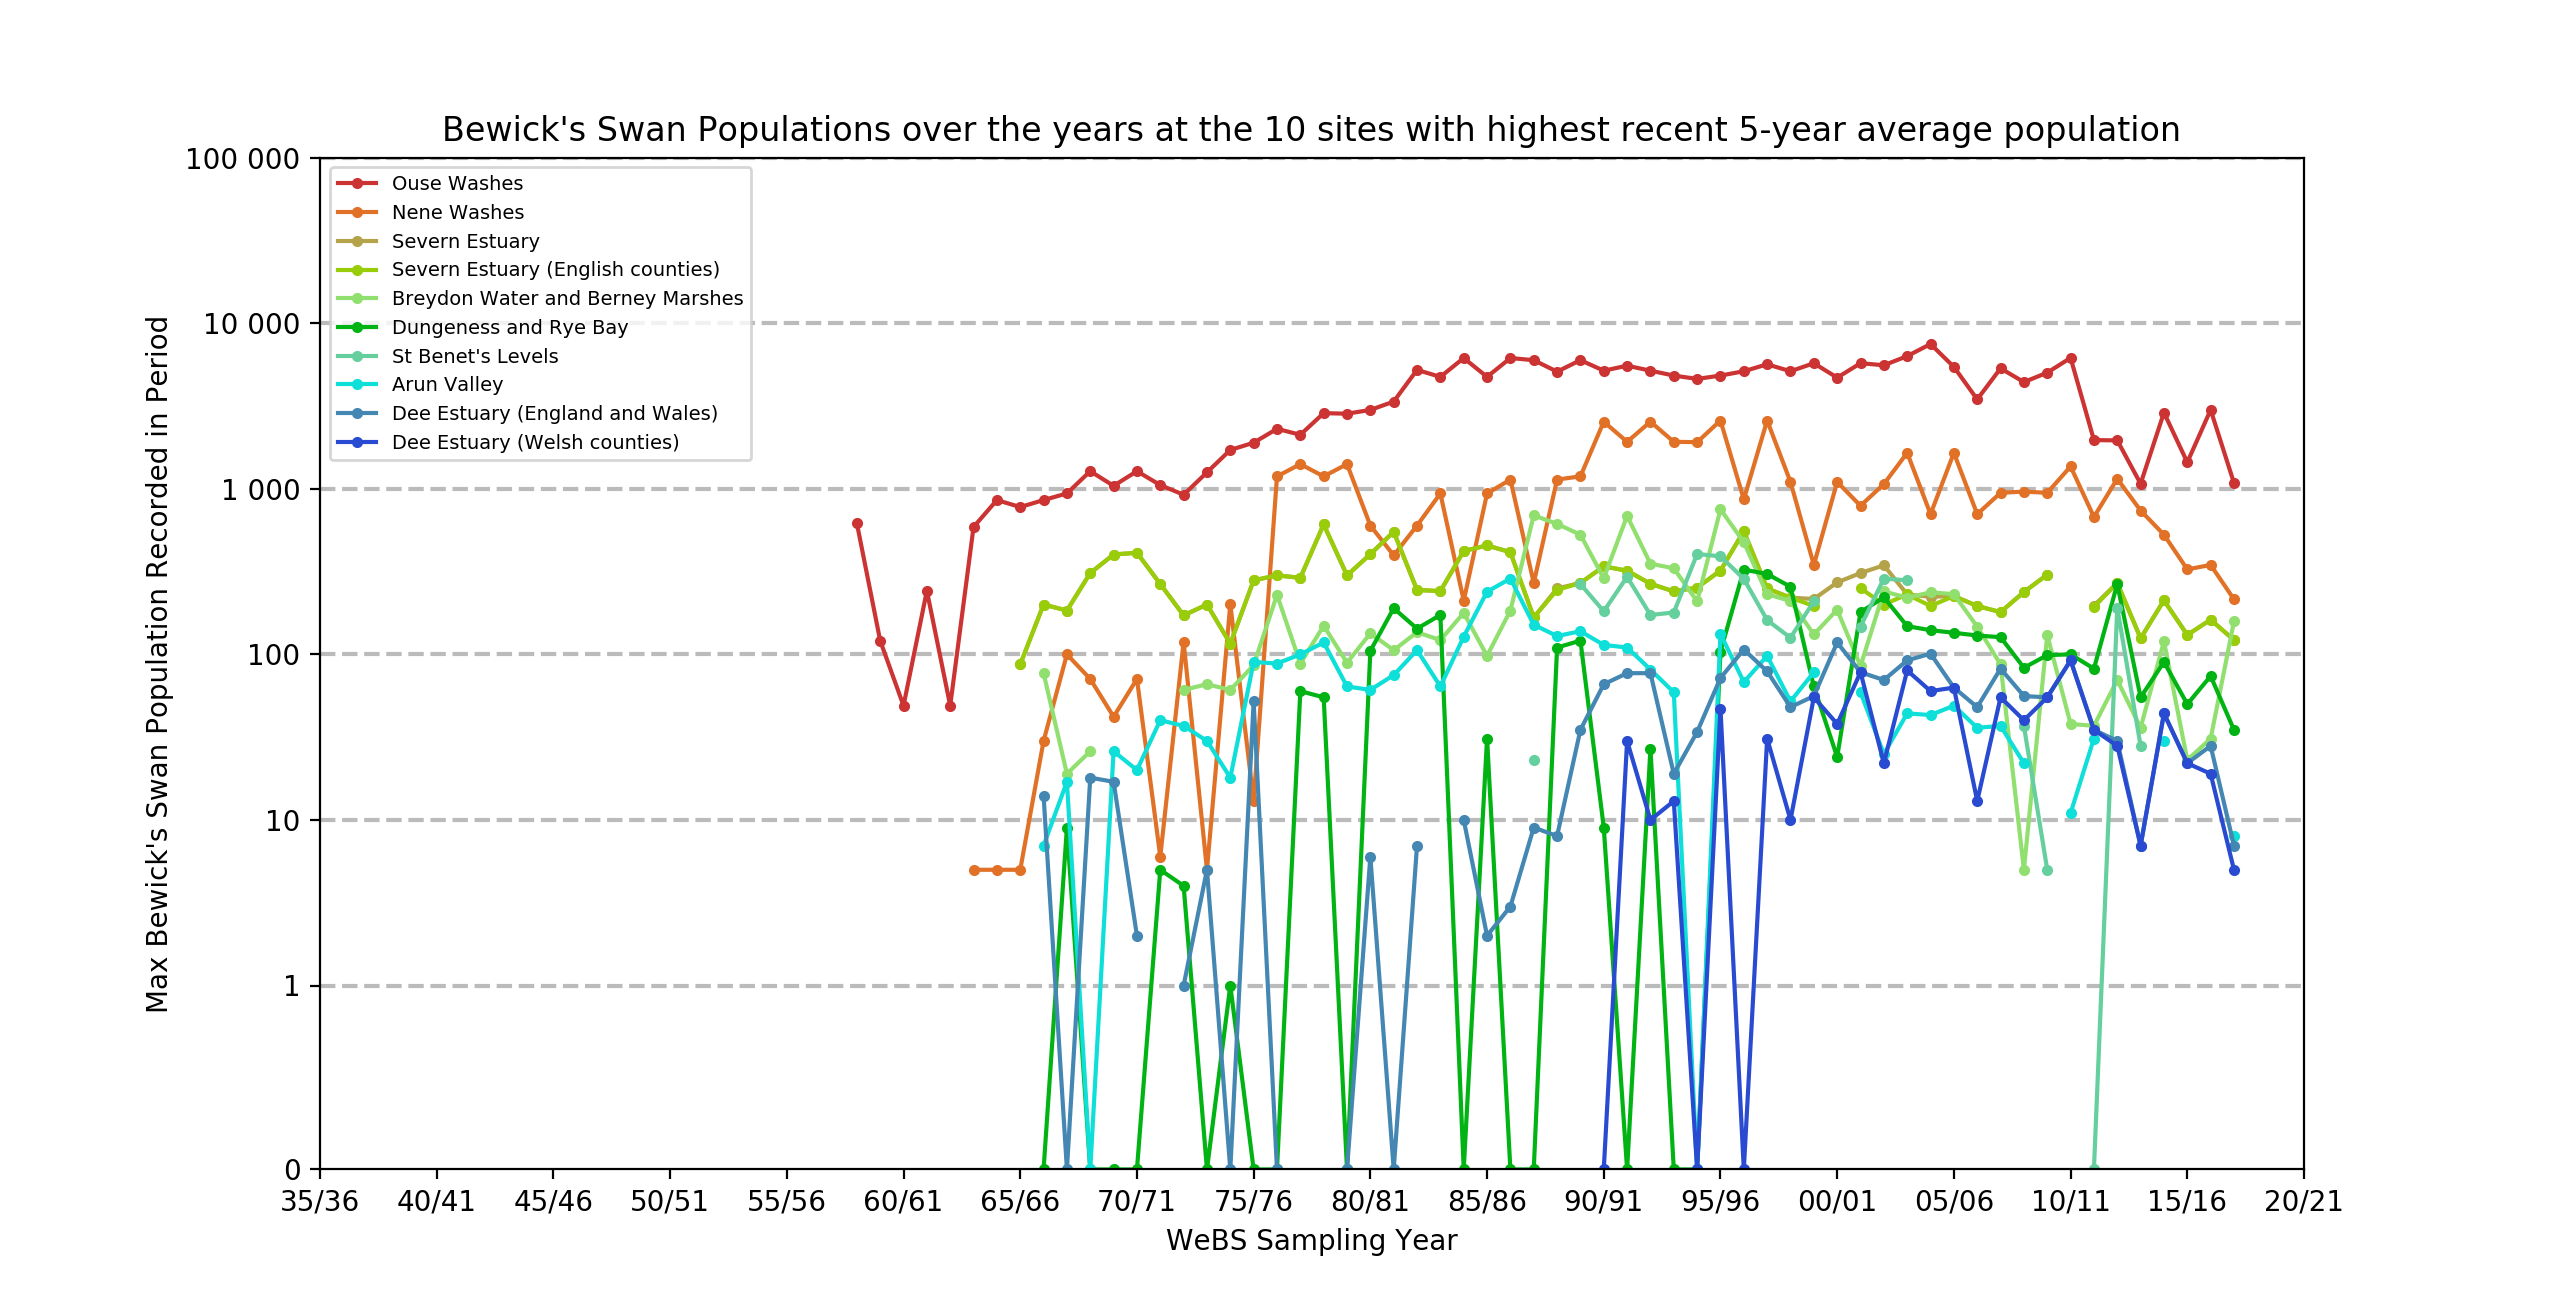 Bewick's Swan Populations over the years at the 10 sites with highest recent 5-year average population
100 000
10 000
1 000
100
10
1
0
Max Bewick's Swan Population Recorded in Period
Ouse Washes
Nene Washes
Severn Estuary
Severn Estuary (English counties)
Breydon Water and Berney Marshes
Dungeness and Rye Bay
St Benet's Levels
Arun Valley
Dee Estuary (England and Wales)
Dee Estuary (Welsh counties)
35/36 40/41 45/46 50/51 55/56 60/61 65/66 70/71 75/76 80/81 85/86 90/91 95/96 00/01 05/06 10/11 15/16 20/21
WeBS Sampling Year